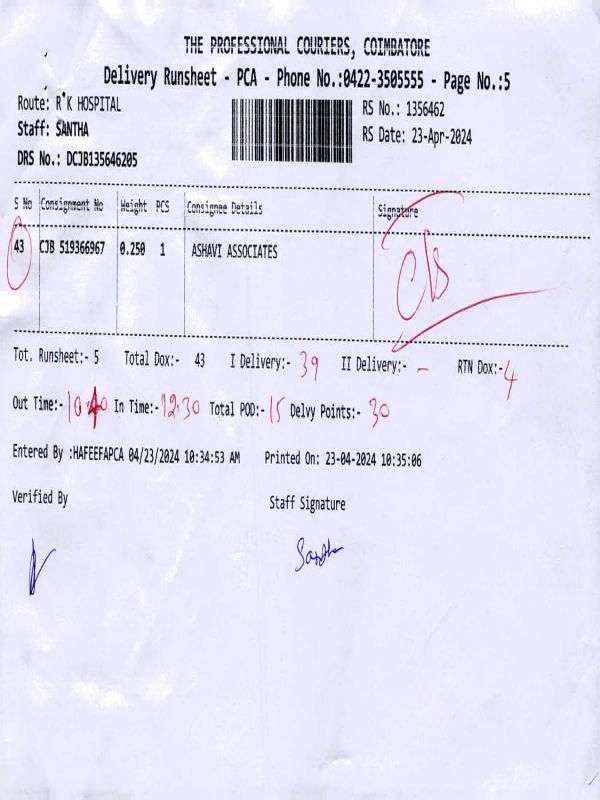 THE PROFESSIONAL COURIERS, COIMBATORE
Delivery Runsheet - PCA - Phone No.:0422-3505555 - Page No.:5
Route: R K HOSPITAL
RS No.: 1356462
Staff: SANTHA
RS Date: 23-Apr-2024
DRS No.: DCJB135646205
S No Consignment No Weight PCS Consignee Details Signature
43 CJB 519366967 0.250 1 ASHAVI ASSOCIATES
Tot. Runsheet:- 5 Total Dox:- 43 I Delivery:- 39 II Delivery:- - RTN Dox:- 4
Out Time:- In Time:- 12.30 Total POD:- 15 Delvy Points:- 30
Entered By :HAFEEFAPCA 04/23/2024 10:34:53 AM Printed On: 23-04-2024 10:35:06
Verified By Staff Signature
Santha